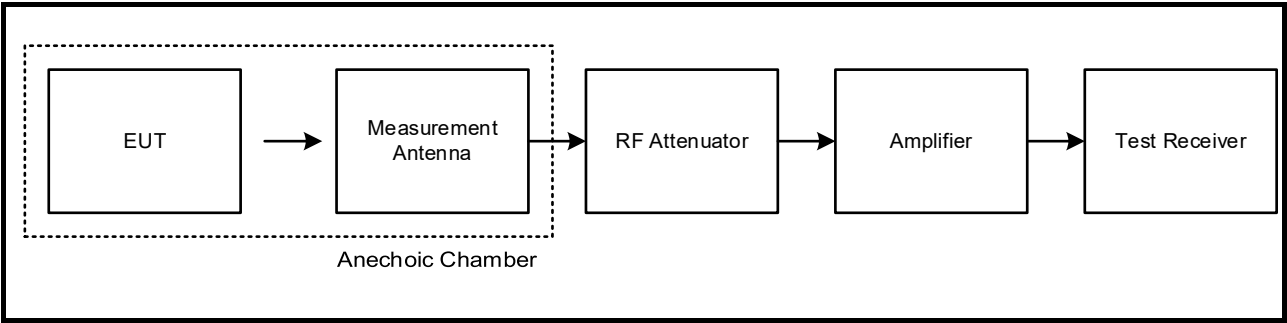 EUT
Measurement
Antenna
RF Attenuator
Amplifier
Test Receiver
Anechoic Chamber